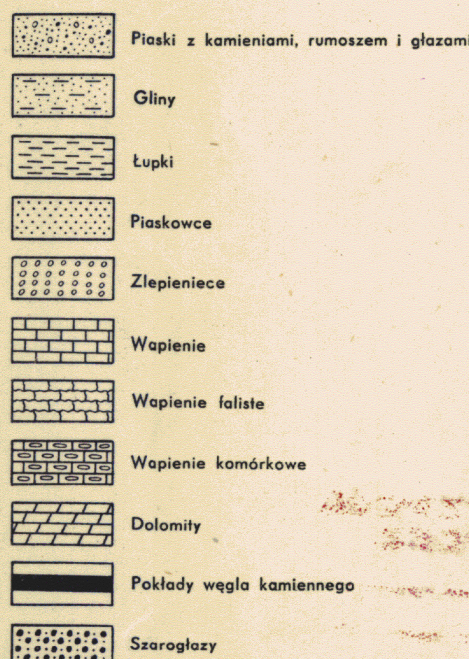 Piaski z kamieniami, rumoszem i głazami
Gliny
Łupki
Piaskowce
Zlepieniece
Wapienie
Wapienie faliste
Wapienie komórkowe
Dolomity
Pokłady węgla kamiennego
Szarogłazy